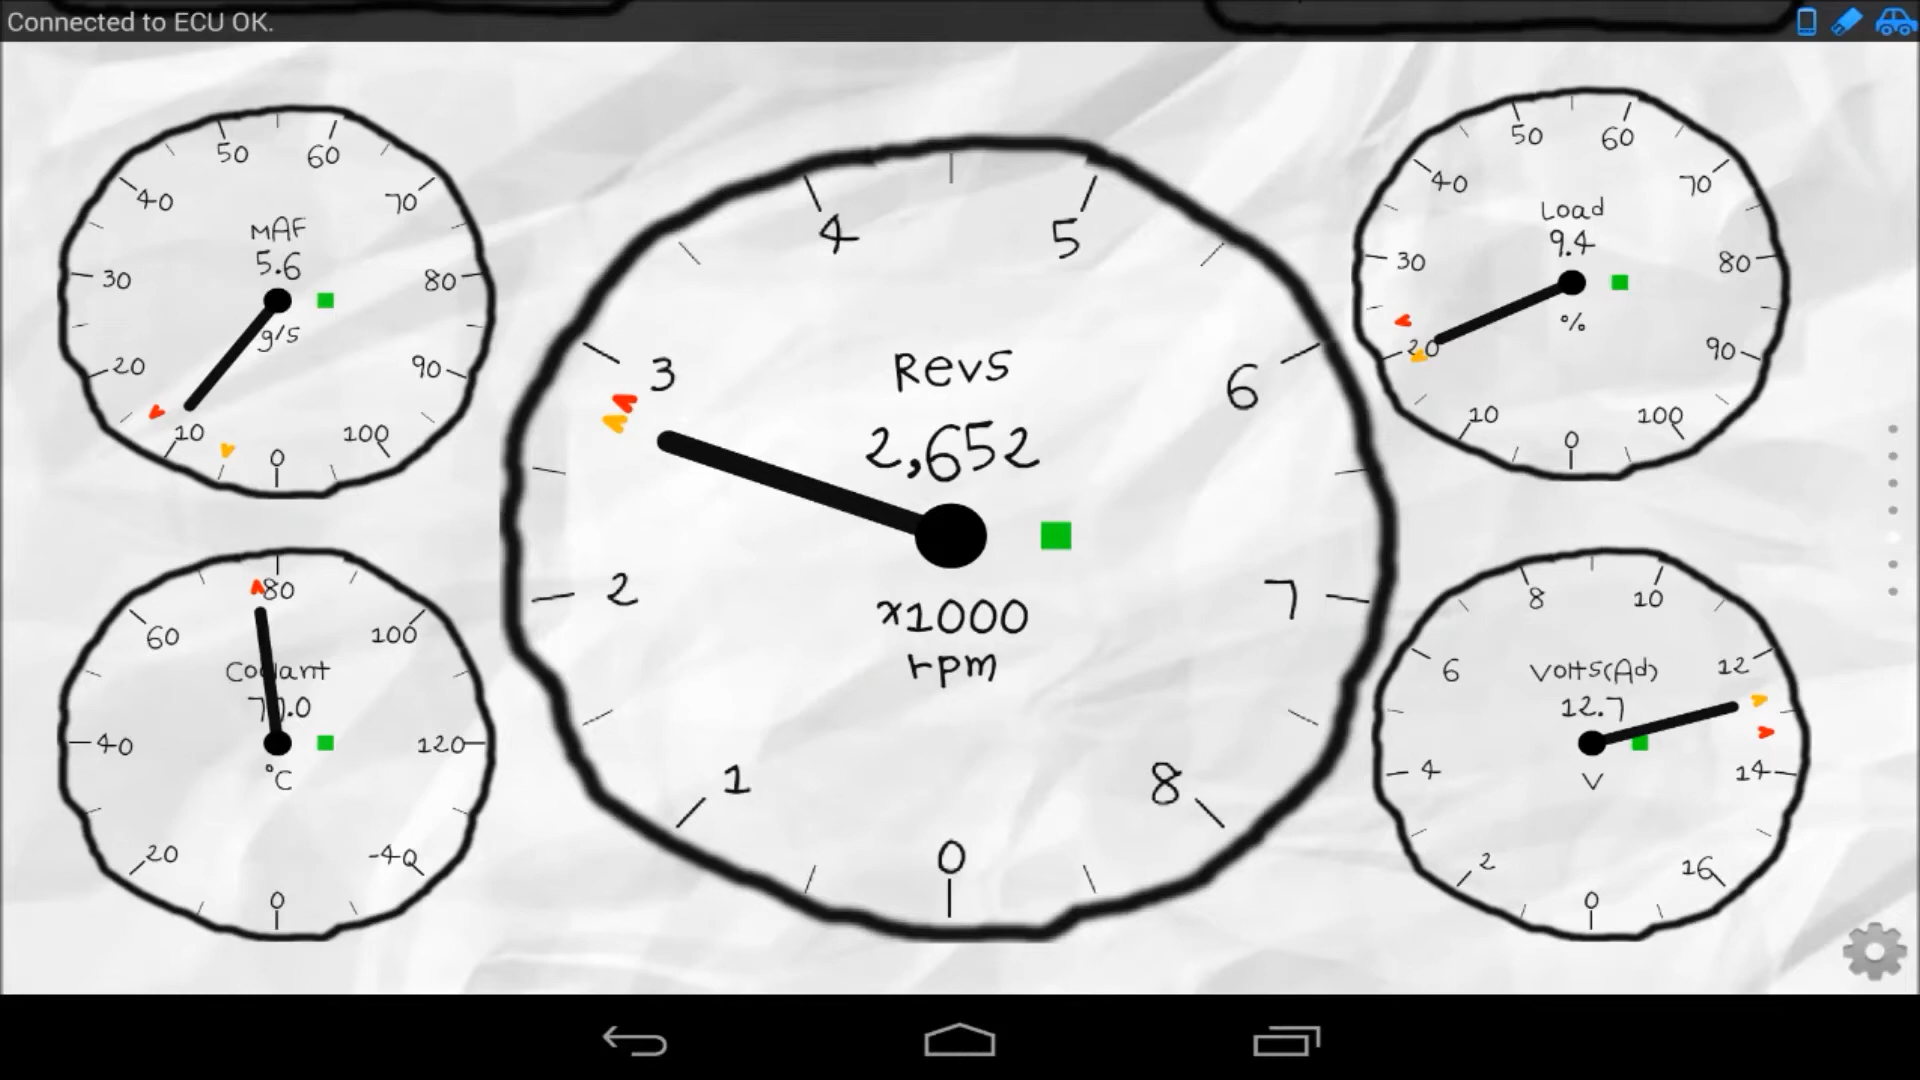 Connected to ECU OK.
50 60
40 70
MAF
5.6
30 80
g/s
20 90
10 100
0
4 5
3 6
Revs
2,652
2 7
x1000
rpm
1 8
0
50 60
40 70
Load
9.4
30 80
%
20 90
10 100
0
80
60 100
Coolant
40 120
°C
20 -40
0
8 10
6 12
Volts(Ad)
12.7
4 14
V
2 16
0